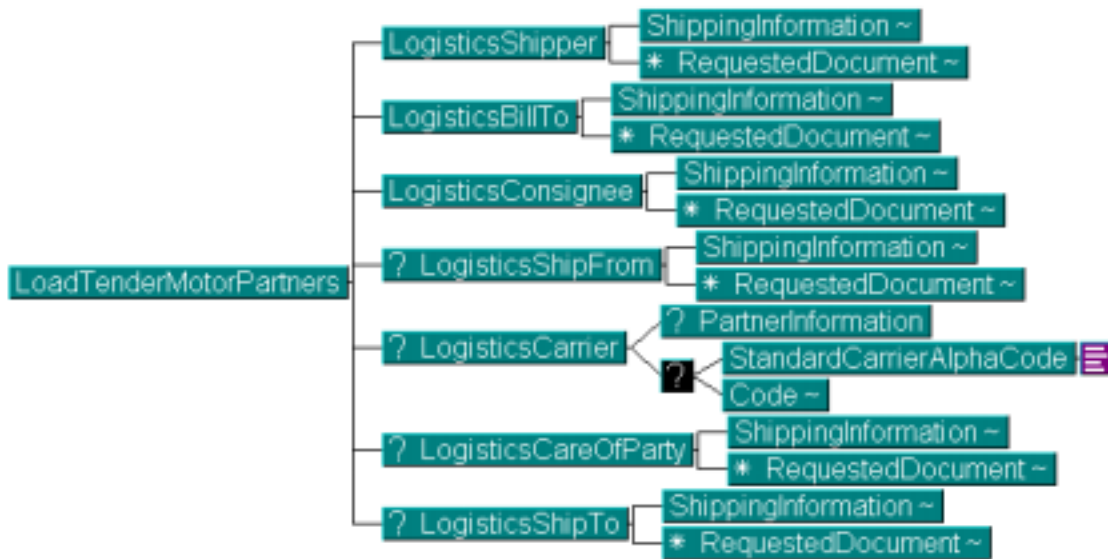 LogisticsShipper
ShippingInformation ~
* RequestedDocument ~
LogisticsBillTo
ShippingInformation ~
* RequestedDocument ~
LogisticsConsignee
ShippingInformation ~
* RequestedDocument ~
LoadTenderMotorPartners
? LogisticsShipFrom
ShippingInformation ~
* RequestedDocument ~
? LogisticsCarrier
? PartnerInformation
?
StandardCarrierAlphaCode
Code ~
? LogisticsCareOfParty
ShippingInformation ~
* RequestedDocument ~
? LogisticsShipTo
ShippingInformation ~
* RequestedDocument ~